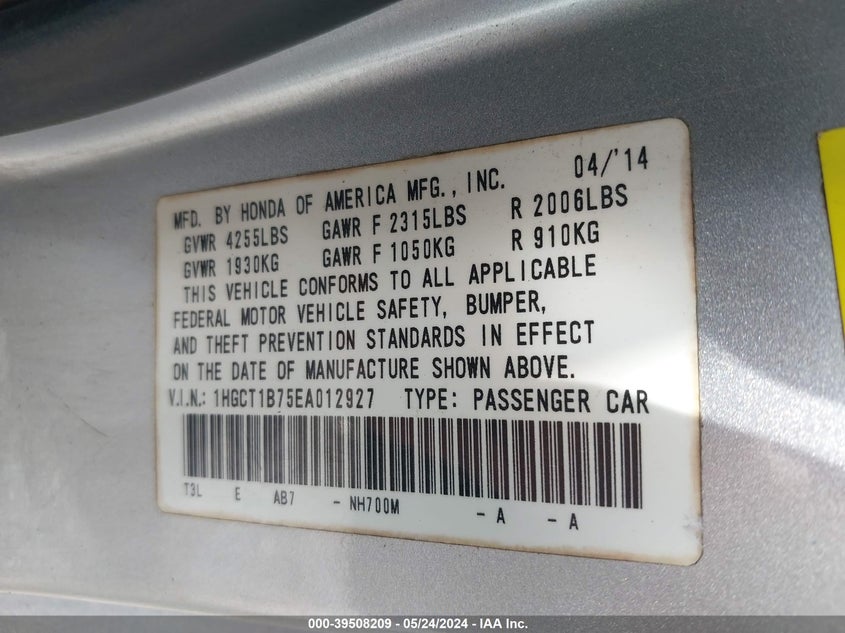 MFD. BY HONDA OF AMERICA MFG., INC. 04/'14
GVWR 4255LBS GAWR F 2315LBS R 2006LBS
GVWR 1930KG GAWR F 1050KG R 910KG
THIS VEHICLE CONFORMS TO ALL APPLICABLE
FEDERAL MOTOR VEHICLE SAFETY, BUMPER,
AND THEFT PREVENTION STANDARDS IN EFFECT
ON THE DATE OF MANUFACTURE SHOWN ABOVE.
V.I.N.: 1HGCT1B75EA012927 TYPE: PASSENGER CAR
T3L E AB7 - NH700M - A - A
000-39508209 - 05/24/2024 - IAA Inc.